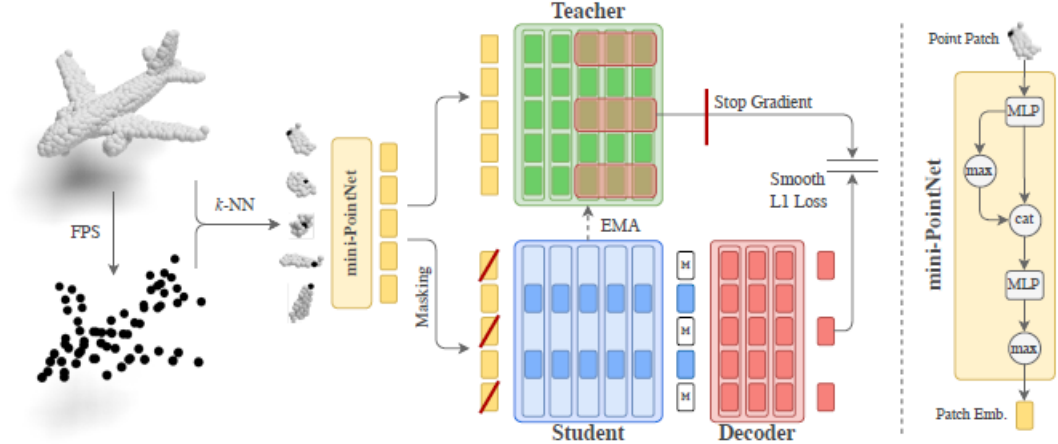 Teacher
Point Patch
MLP
Stop Gradient
max
k-NN
mini-PointNet
Smooth
L1 Loss
cat
FPS
EMA
mini-PointNet
Masking
M
MLP
M
max
M
Patch Emb.
Student
Decoder